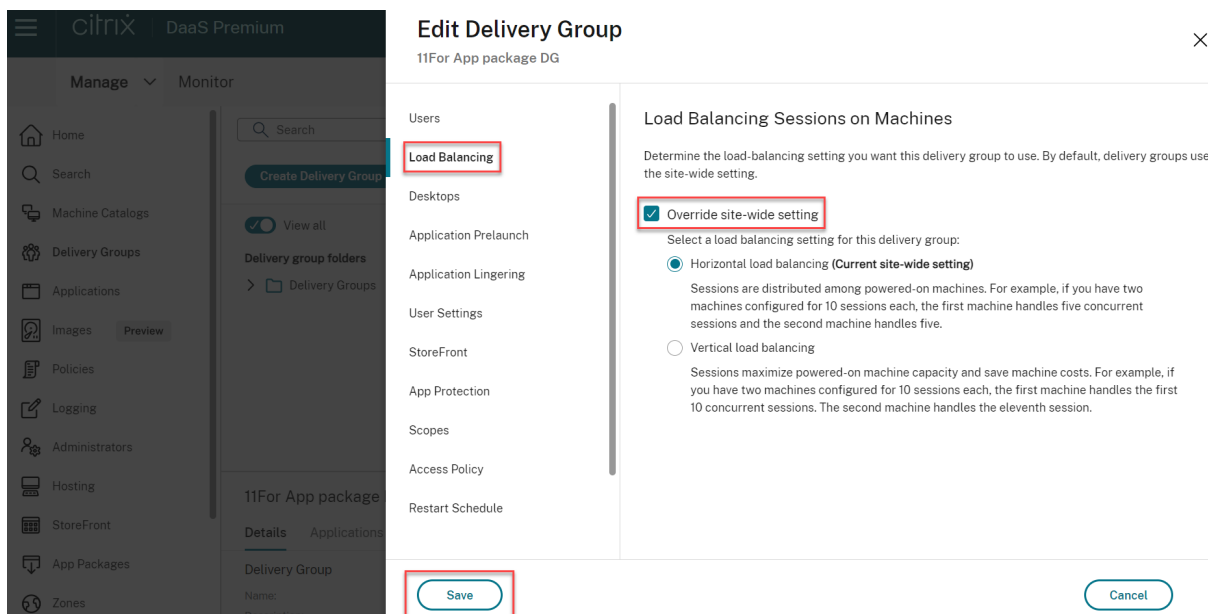 citrix DaaS Premium
Manage Monitor
Home
Search
Machine Catalogs
Delivery Groups
Applications
Images Preview
Policies
Logging
Administrators
Hosting
StoreFront
App Packages
Zones
Search
Create Delivery Group
View all
Delivery group folders
Delivery Groups
11For App package
Details Applications
Delivery Group
Name:
Edit Delivery Group
11For App package DG
Users
Load Balancing
Desktops
Application Prelaunch
Application Lingering
User Settings
StoreFront
App Protection
Scopes
Access Policy
Restart Schedule
Load Balancing Sessions on Machines
Determine the load-balancing setting you want this delivery group to use. By default, delivery groups use
the site-wide setting.
Override site-wide setting
Select a load balancing setting for this delivery group:
Horizontal load balancing (Current site-wide setting)
Sessions are distributed among powered-on machines. For example, if you have two
machines configured for 10 sessions each, the first machine handles five concurrent
sessions and the second machine handles five.
Vertical load balancing
Sessions maximize powered-on machine capacity and save machine costs. For example, if
you have two machines configured for 10 sessions each, the first machine handles the first
10 concurrent sessions. The second machine handles the eleventh session.
Save
Cancel